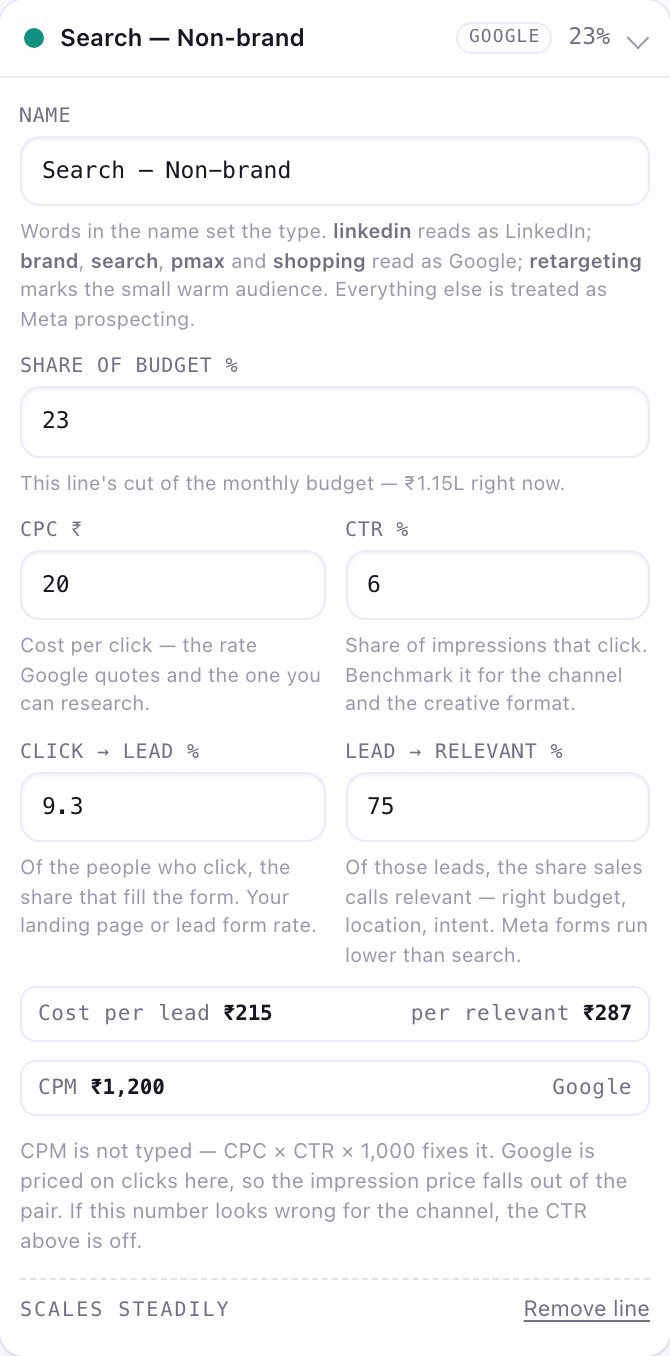 Search — Non-brand
GOOGLE 23%
NAME
Search — Non-brand
Words in the name set the type. linkedin reads as LinkedIn;
brand, search, pmax and shopping read as Google; retargeting
marks the small warm audience. Everything else is treated as
Meta prospecting.
SHARE OF BUDGET %
23
This line's cut of the monthly budget — ₹1.15L right now.
CPC ₹
20
Cost per click — the rate
Google quotes and the one you
can research.
CTR %
6
Share of impressions that click.
Benchmark it for the channel
and the creative format.
CLICK → LEAD %
9.3
Of the people who click, the
share that fill the form. Your
landing page or lead form rate.
LEAD → RELEVANT %
75
Of those leads, the share sales
calls relevant — right budget,
location, intent. Meta forms run
lower than search.
Cost per lead ₹215
per relevant ₹287
CPM ₹1,200
Google
CPM is not typed — CPC × CTR × 1,000 fixes it. Google is
priced on clicks here, so the impression price falls out of the
pair. If this number looks wrong for the channel, the CTR
above is off.
SCALES STEADILY
Remove line